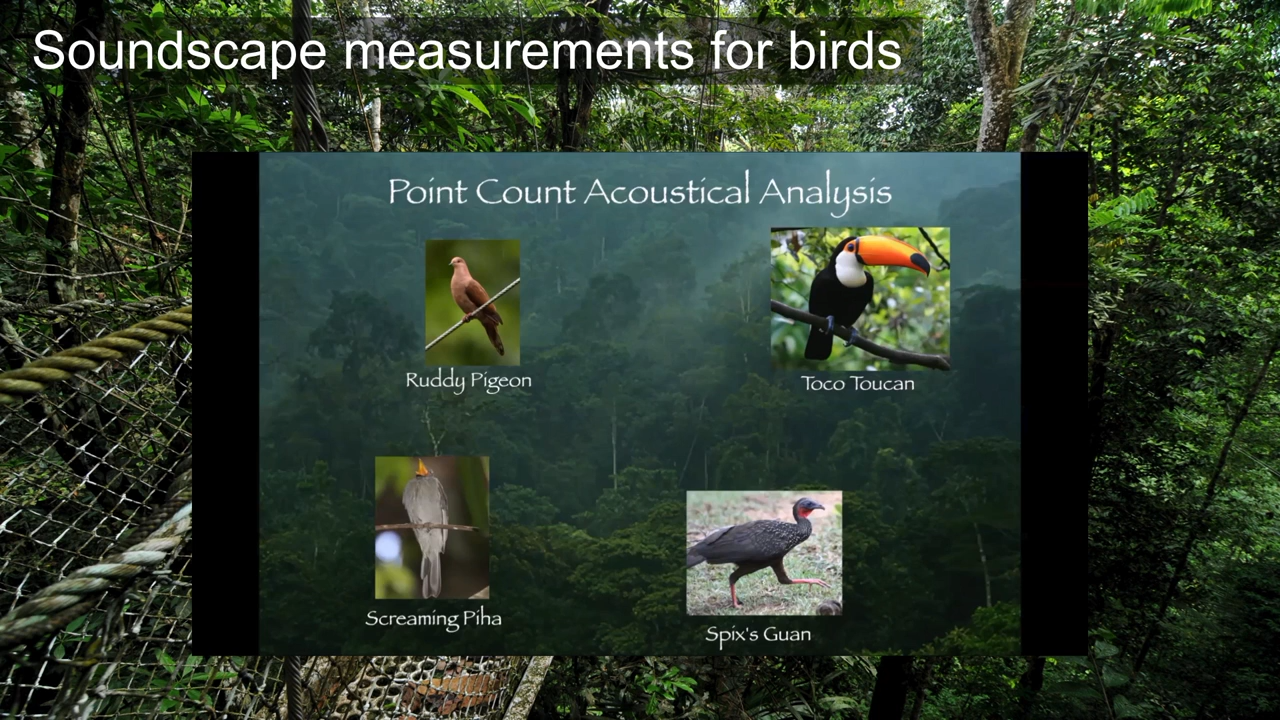 Soundscape measurements for birds
Point Count Acoustical Analysis
Ruddy Pigeon
Toco Toucan
Screaming Piha
Spix's Guan